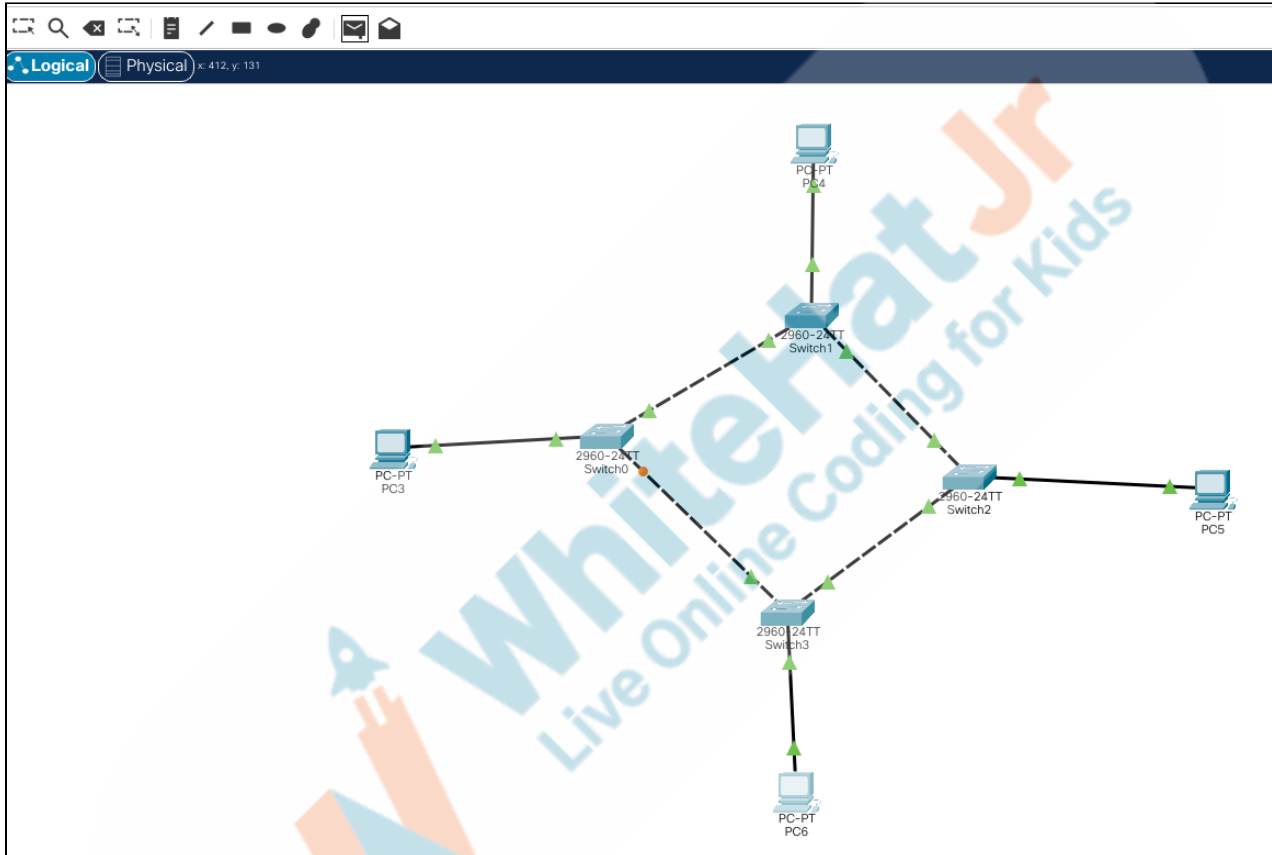 Logical Physical x: 412, y: 131
PC-PT
PC4
2960-24TT
Switch1
2960-24TT
Switch0
PC-PT
PC3
2960-24TT
Switch2
PC-PT
PC5
2960-24TT
Switch3
PC-PT
PC6
WhiteHat Jr
Live Online Coding for Kids